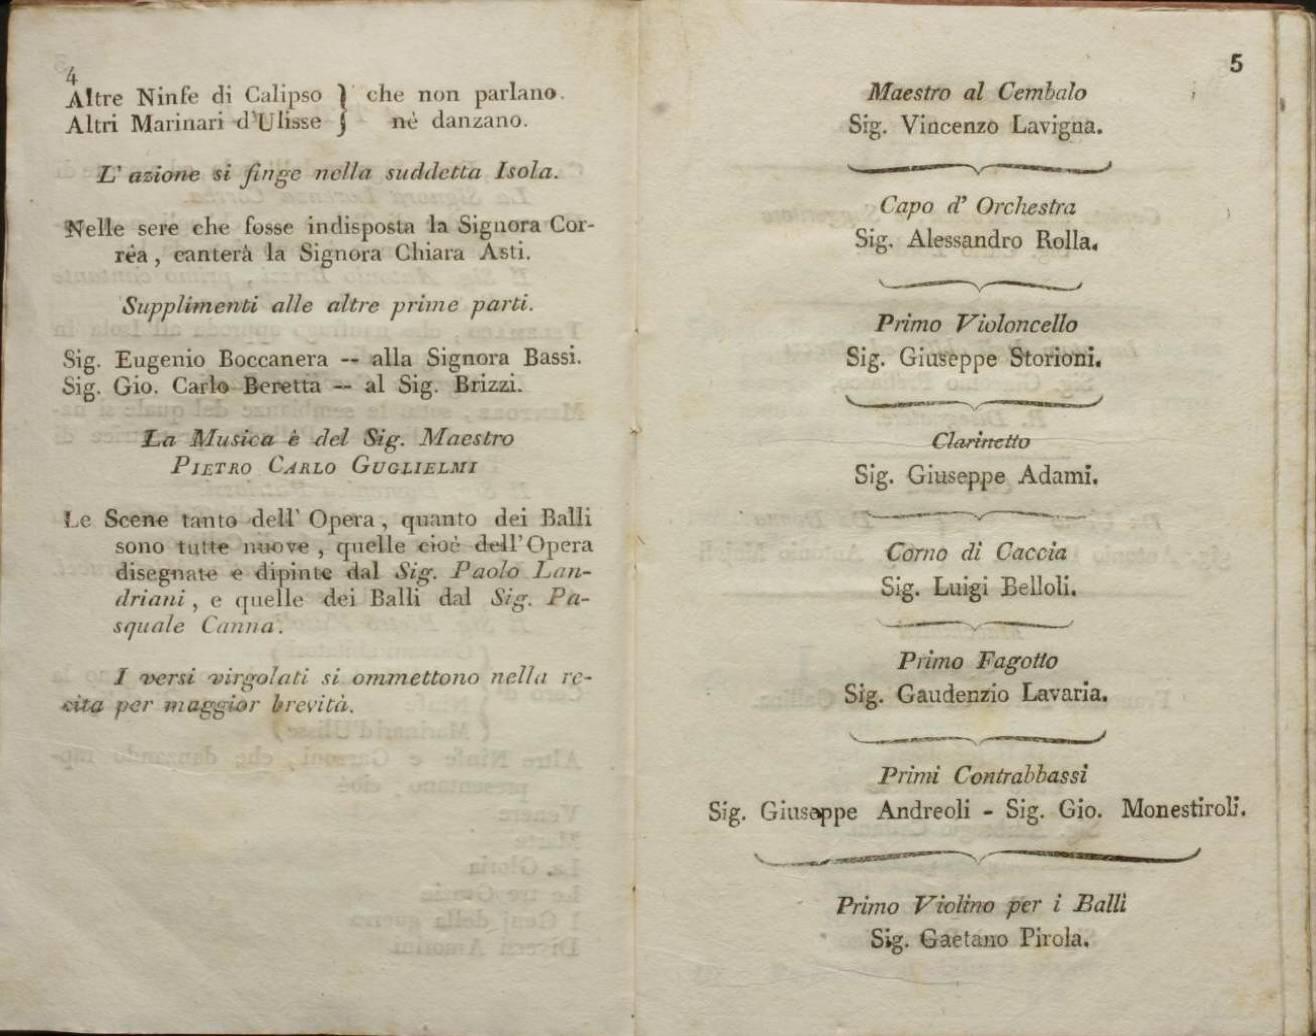 4
Altre Ninfe di Calipso } che non parlano.
Altri Marinari d'Ulisse } nè danzano.
L' azione si finge nella suddetta Isola.
Nelle sere che fosse indisposta la Signora Cor-
rèa, canterà la Signora Chiara Asti.
Supplimenti alle altre prime parti.
Sig. Eugenio Boccanera -- alla Signora Bassi.
Sig. Gio. Carlo Beretta -- al Sig. Brizzi.
La Musica è del Sig. Maestro
PIETRO CARLO GUGLIELMI
Le Scene tanto dell' Opera, quanto dei Balli
sono tutte nuove, quelle cioè dell'Opera
disegnate e dipinte dal Sig. Paolo Lan-
driani, e quelle dei Balli dal Sig. Pa-
squale Canna.
I versi virgolati si ommettono nella re-
cita per maggior brevità.
5
Maestro al Cembalo
Sig. Vincenzo Lavigna.
Capo d' Orchestra
Sig. Alessandro Rolla.
Primo Violoncello
Sig. Giuseppe Storioni.
Clarinetto
Sig. Giuseppe Adami.
Corno di Caccia
Sig. Luigi Belloli.
Primo Fagotto
Sig. Gaudenzio Lavaria.
Primi Contrabbassi
Sig. Giuseppe Andreoli - Sig. Gio. Monestiroli.
Primo Violino per i Balli
Sig. Gaetano Pirola.